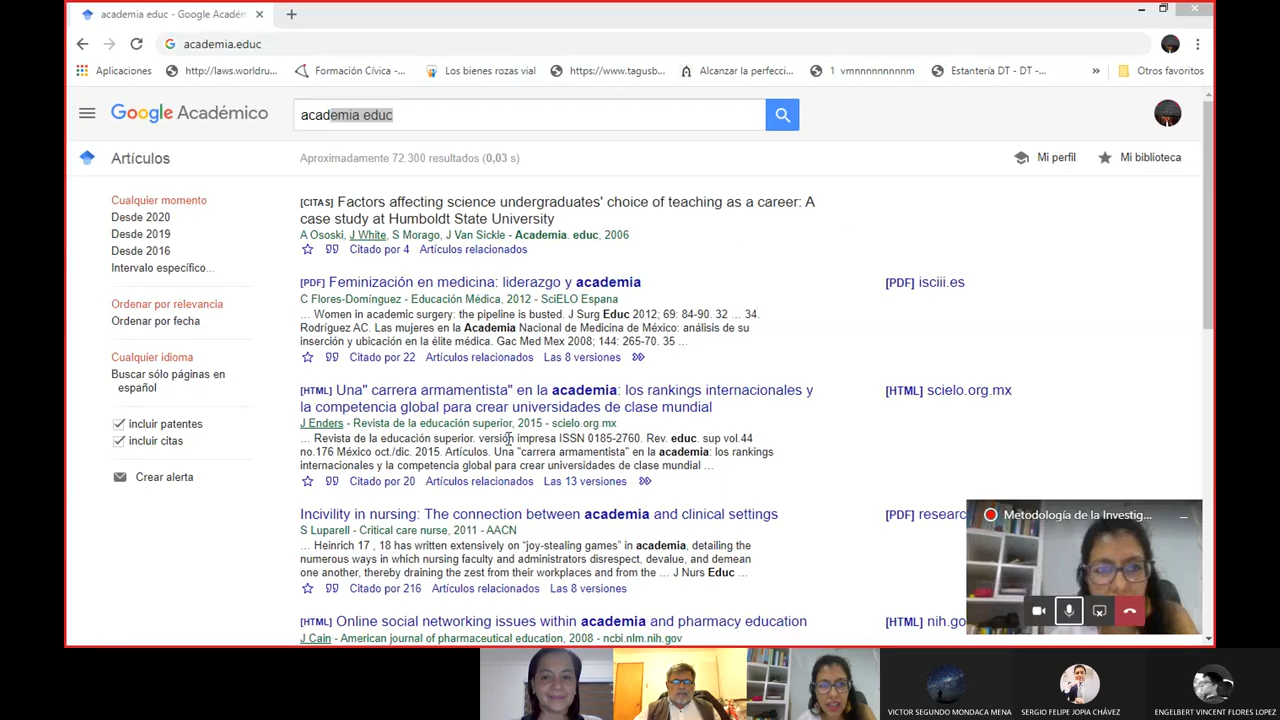 academia educ - Google Académ
academia.educ
Aplicaciones
http://laws.worldru...
Formación Cívica -...
Los bienes rozas vial
https://www.tagusb...
Alcanzar la perfecci...
1 vmnnnnnnnnm
Estantería DT - DT -...
»
Otros favoritos
Google Académico
academia educ
Artículos
Aproximadamente 72.300 resultados (0,03 s)
Mi perfil
Mi biblioteca
Cualquier momento
Desde 2020
Desde 2019
Desde 2016
Intervalo específico...
Ordenar por relevancia
Ordenar por fecha
Cualquier idioma
Buscar sólo páginas en
español
incluir patentes
incluir citas
Crear alerta
[CITAS] Factors affecting science undergraduates' choice of teaching as a career: A
case study at Humboldt State University
A Ososki, J White, S Morago, J Van Sickle - Academia. educ, 2006
Citado por 4 Artículos relacionados
[PDF] Feminización en medicina: liderazgo y academia
C Flores-Domínguez - Educación Médica, 2012 - SciELO Espana
... Women in academic surgery: the pipeline is busted. J Surg Educ 2012; 69: 84-90. 32 ... 34.
Rodríguez AC. Las mujeres en la Academia Nacional de Medicina de México: análisis de su
inserción y ubicación en la élite médica. Gac Med Mex 2008; 144: 265-70. 35 ...
Citado por 22 Artículos relacionados Las 8 versiones
[PDF] isciii.es
[HTML] Una" carrera armamentista" en la academia: los rankings internacionales y
la competencia global para crear universidades de clase mundial
J Enders - Revista de la educación superior, 2015 - scielo.org.mx
... Revista de la educación superior. versión impresa ISSN 0185-2760. Rev. educ. sup vol.44
no.176 México oct./dic. 2015. Artículos. Una "carrera armamentista" en la academia: los rankings
internacionales y la competencia global para crear universidades de clase mundial ...
Citado por 20 Artículos relacionados Las 13 versiones
[HTML] scielo.org.mx
Incivility in nursing: The connection between academia and clinical settings
S Luparell - Critical care nurse, 2011 - AACN
... Heinrich 17 , 18 has written extensively on "joy-stealing games" in academia, detailing the
numerous ways in which nursing faculty and administrators disrespect, devalue, and demean
one another, thereby draining the zest from their workplaces and from the ... J Nurs Educ ...
Citado por 216 Artículos relacionados Las 8 versiones
[PDF] researc
[HTML] Online social networking issues within academia and pharmacy education
J Cain - American journal of pharmaceutical education, 2008 - ncbi.nlm.nih.gov
[HTML] nih.go
Metodología de la Investig...
VICTOR SEGUNDO MONDACA MENA
SERGIO FELIPE JOPIA CHÁVEZ
ENGELBERT VINCENT FLORES LOPEZ